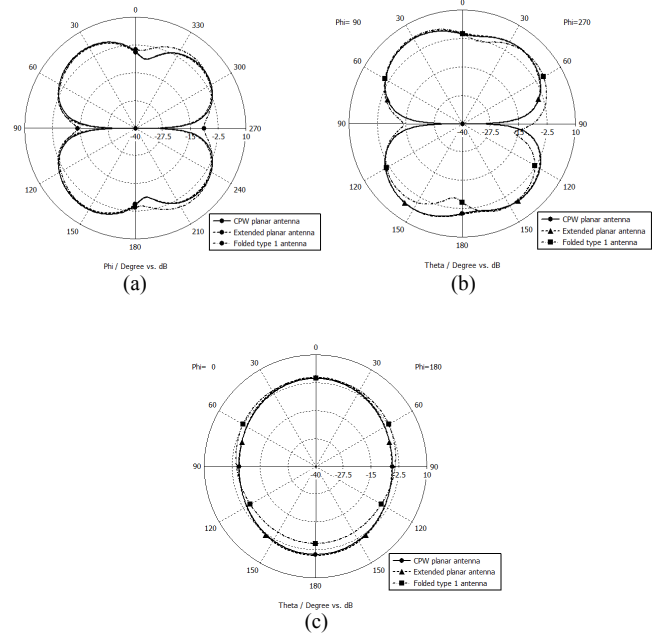 0
30
330
60
300
90
-40
-27.5
-15
-2.5
270
120
240
150
210
180
CPW planar antenna
Extended planar antenna
Folded type 1 antenna
Phi / Degree vs. dB
(a)
0
Phi= 90
Phi=270
30
30
60
60
90
-40
-27.5
-15
-2.5
10
90
120
120
150
150
180
CPW planar antenna
Extended planar antenna
Folded type 1 antenna
Theta / Degree vs. dB
(b)
0
Phi= 0
Phi=180
30
30
60
60
90
-40
-27.5
-15
-2.5
10
90
120
120
150
150
180
CPW planar antenna
Extended planar antenna
Folded type 1 antenna
Theta / Degree vs. dB
(c)